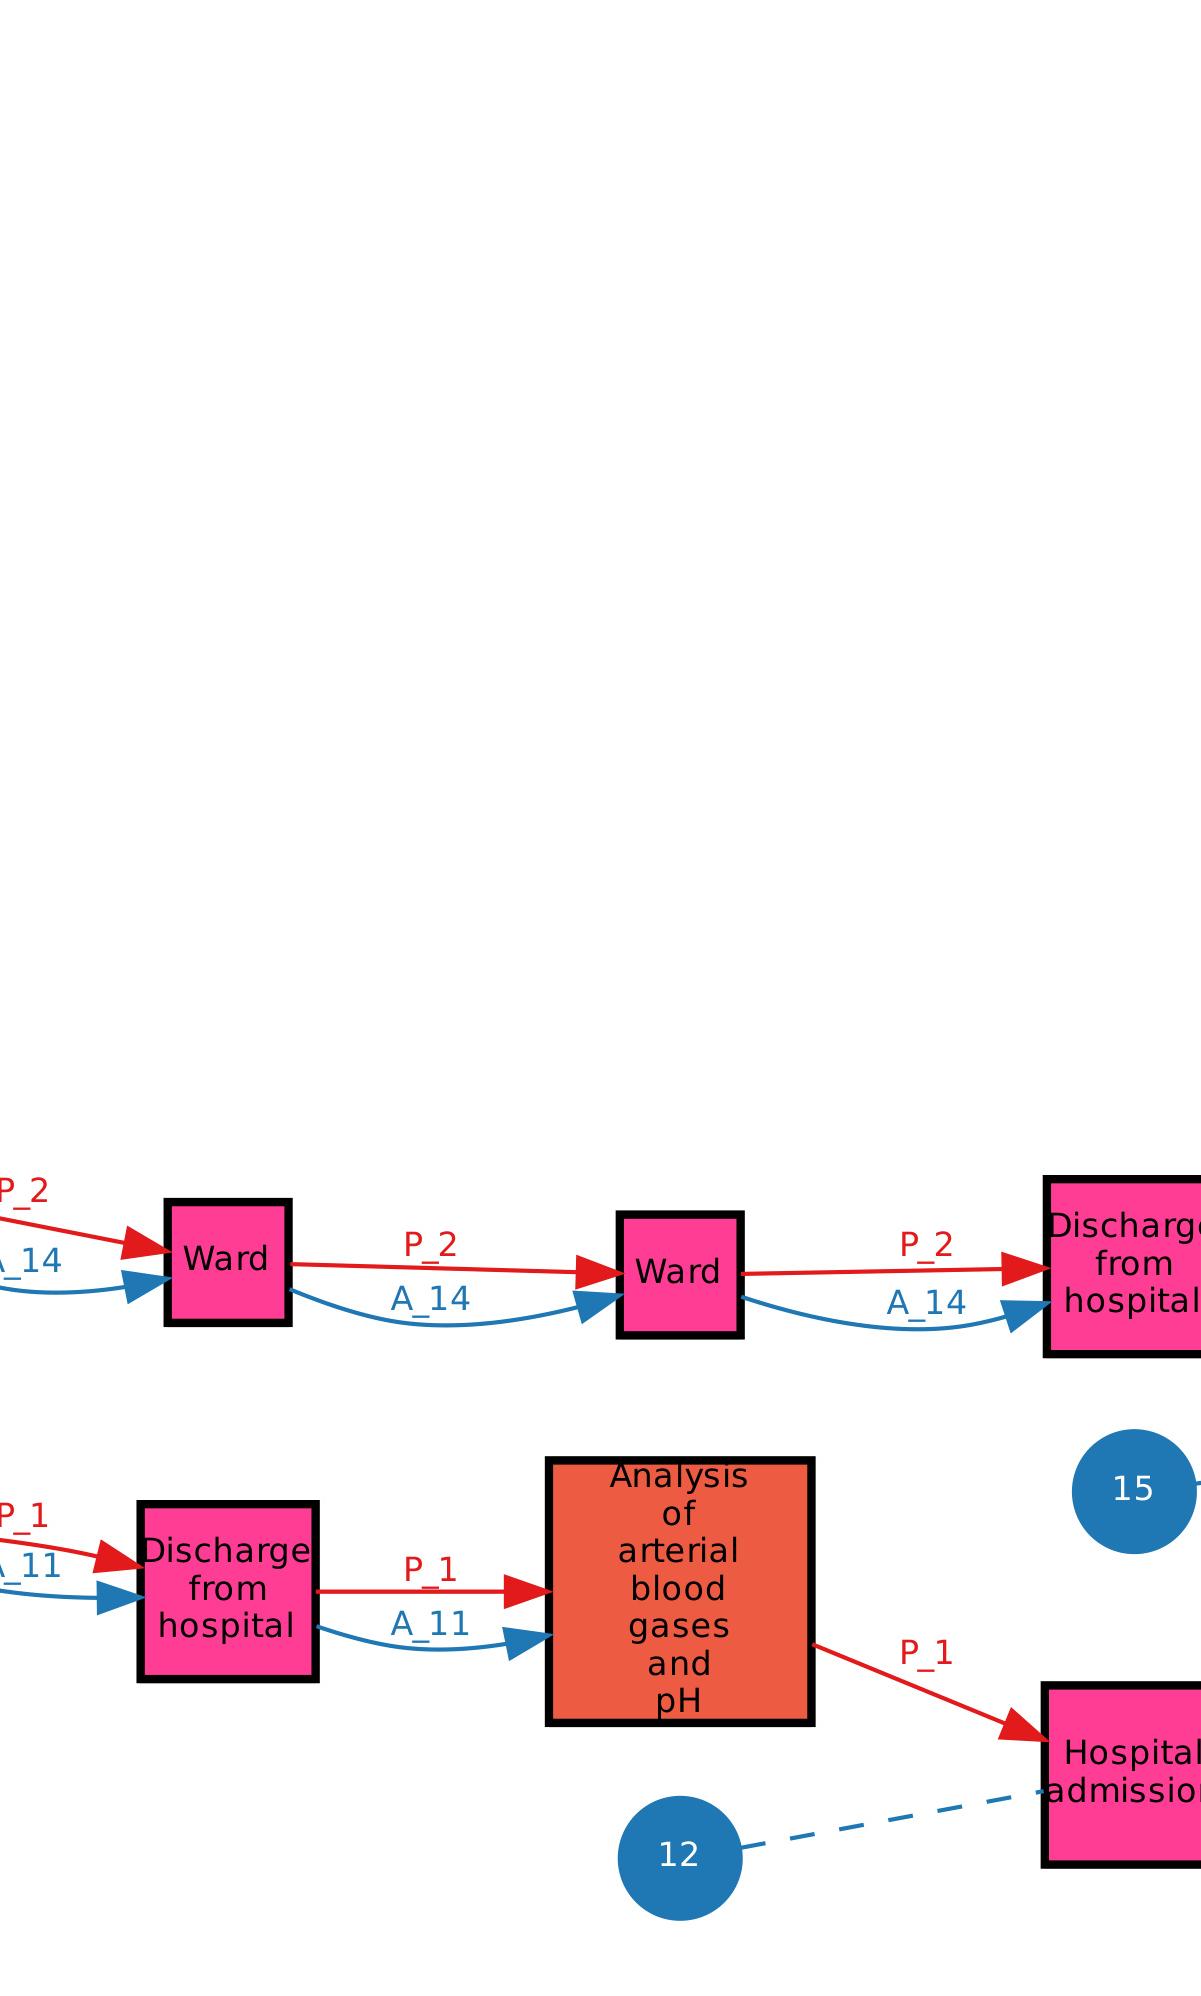 P_2
A_14
Ward
P_2
A_14
Ward
P_2
A_14
Discharge
from
hospital
15
P_1
A_11
Discharge
from
hospital
P_1
A_11
Analysis
of
arterial
blood
gases
and
pH
P_1
Hospital
admission
12